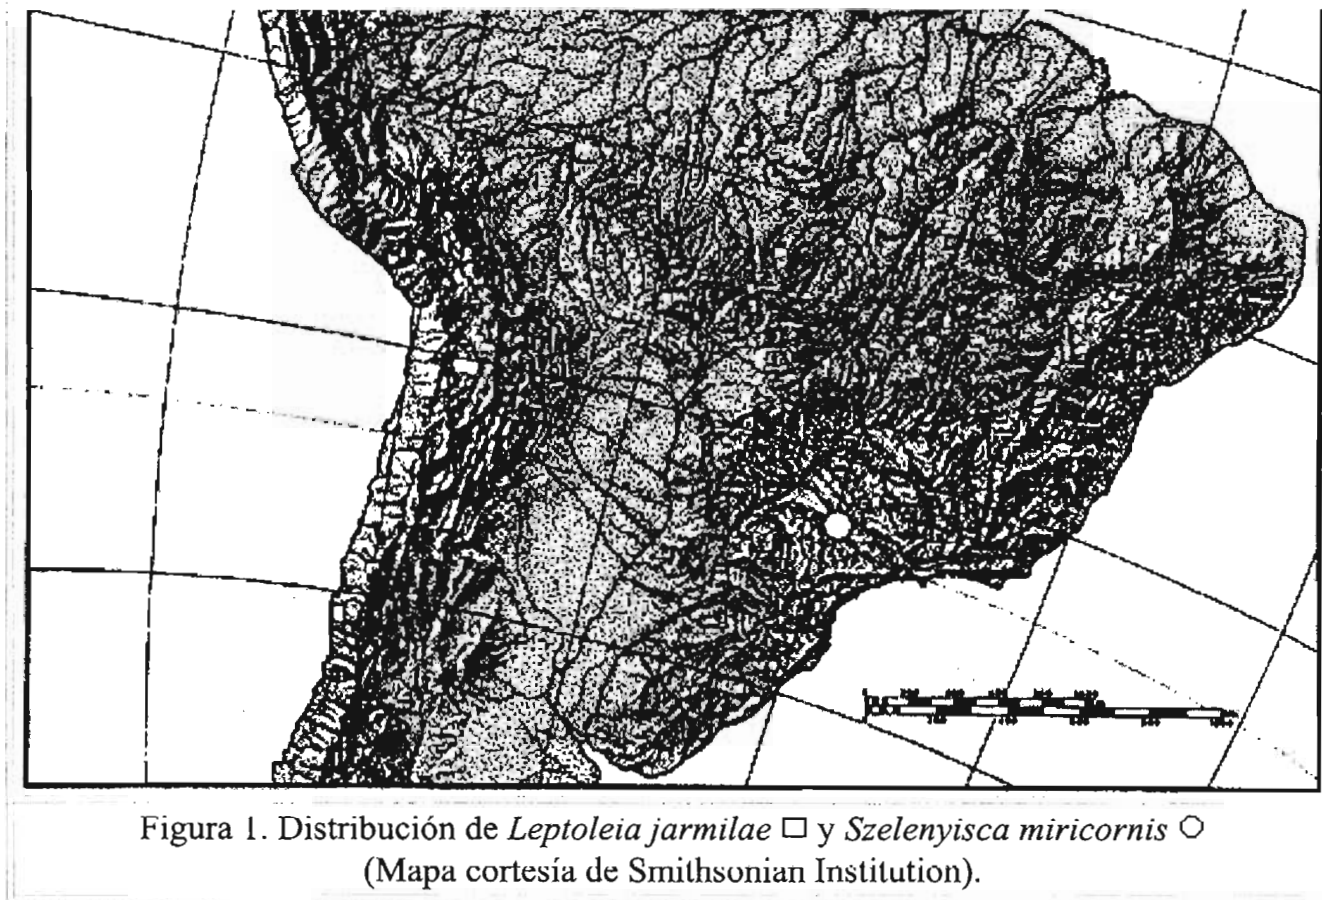 Figura 1. Distribución de Leptoleia jarmilae □ y Szelenyisca miricornis ○
(Mapa cortesía de Smithsonian Institution).